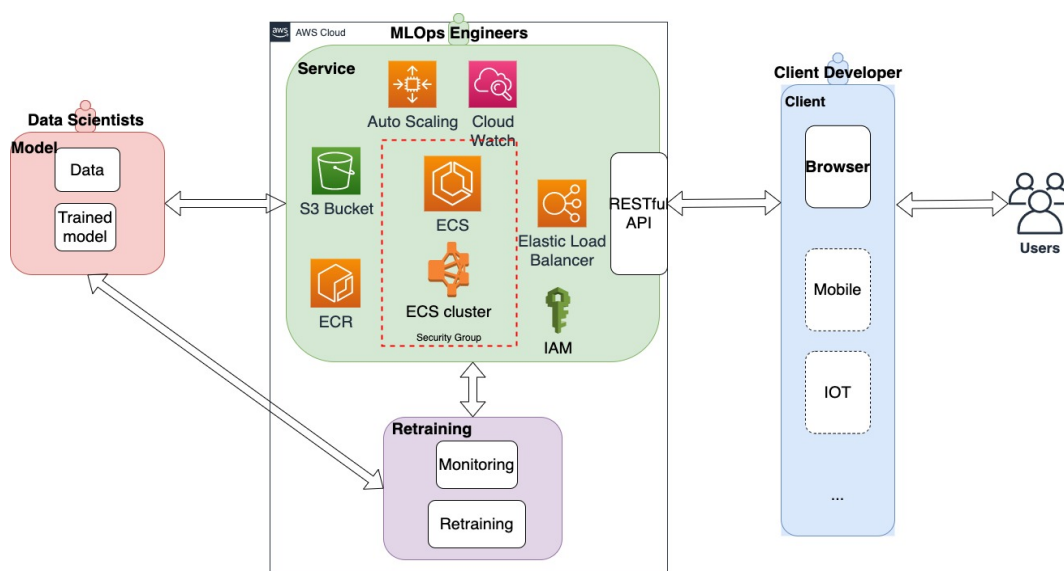 aws
AWS Cloud
MLOps Engineers
Service
Auto Scaling
Cloud
Watch
S3 Bucket
ECS
ECR
ECS cluster
Security Group
Elastic Load
Balancer
IAM
RESTful
API
Data Scientists
Model
Data
Trained
model
Retraining
Monitoring
Retraining
Client Developer
Client
Browser
Mobile
IOT
...
Users